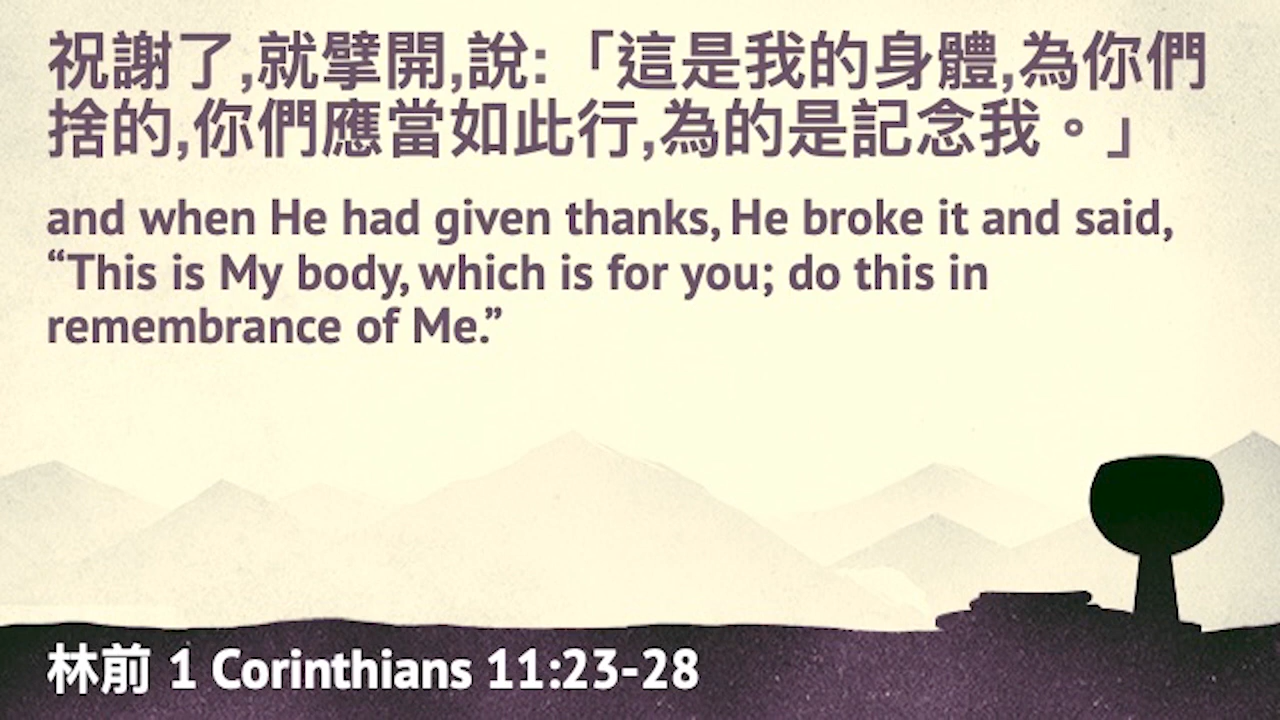 祝謝了,就擘開,說:「這是我的身體,為你們
捨的,你們應當如此行,為的是記念我。」
and when He had given thanks, He broke it and said,
“This is My body, which is for you; do this in
remembrance of Me.”
林前 1 Corinthians 11:23-28